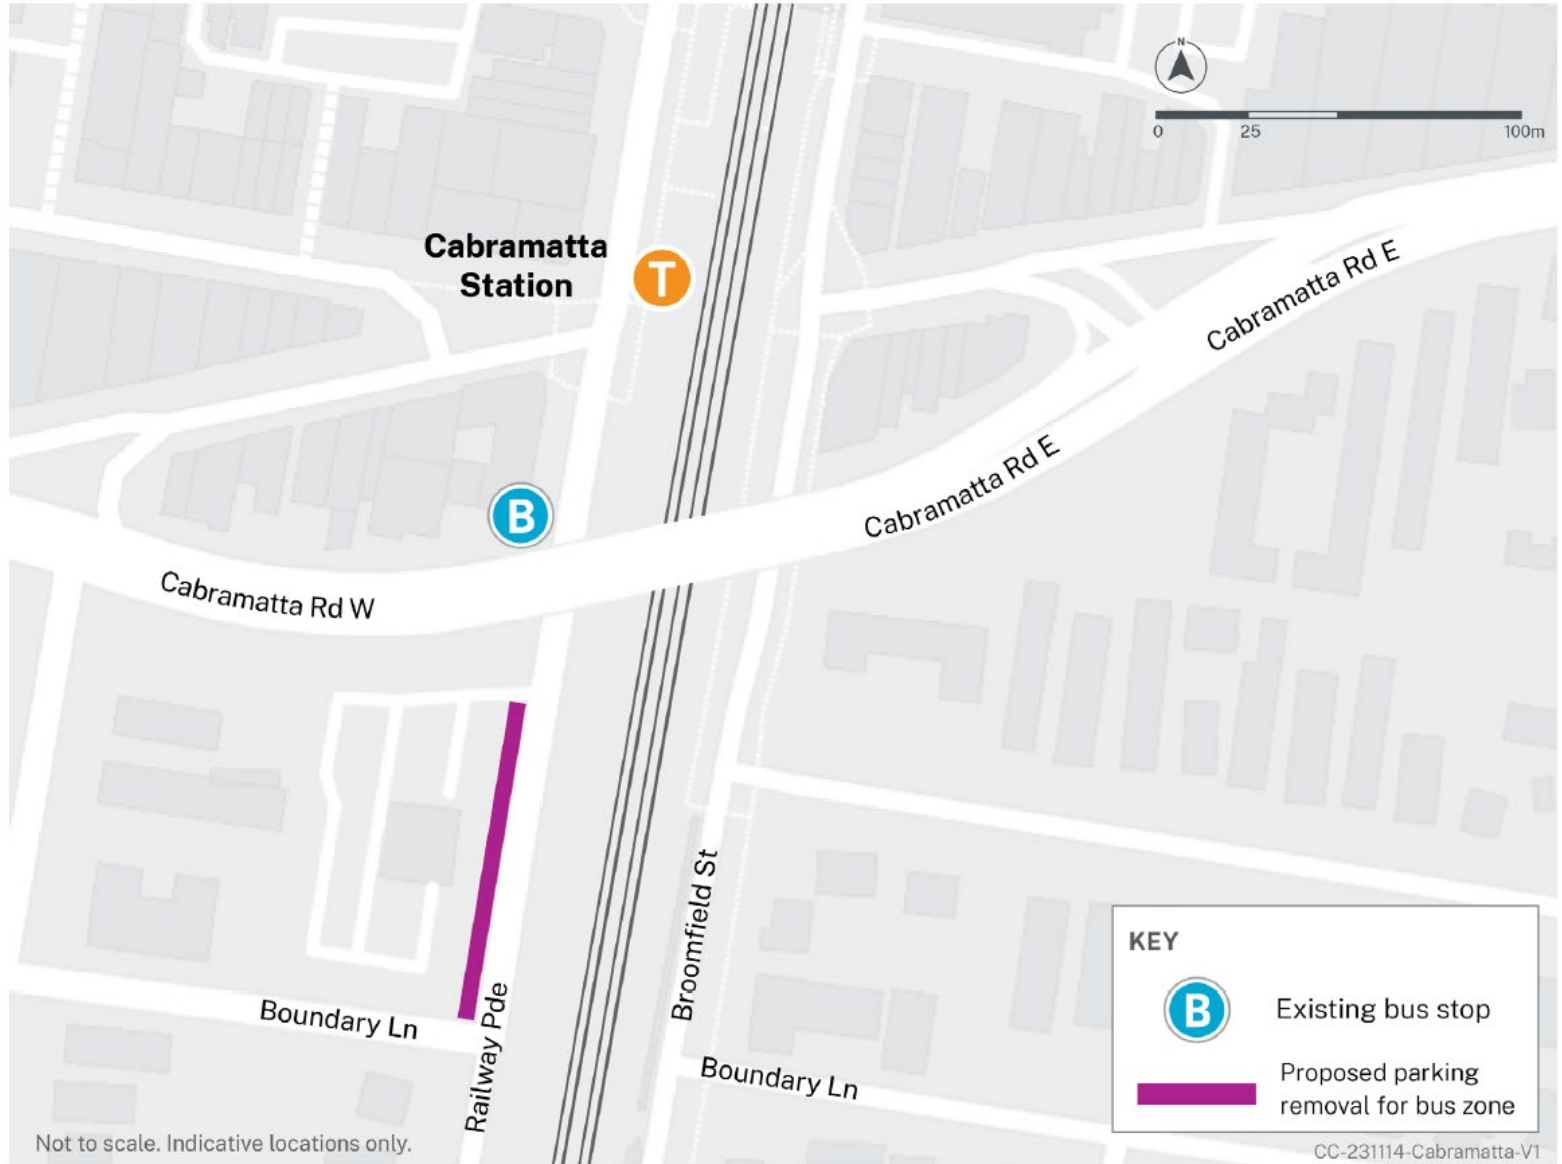 N
0 25 100m
Cabramatta
Station
T
Cabramatta Rd E
Cabramatta Rd E
B
Cabramatta Rd W
Broomfield St
Railway Pde
Boundary Ln
Boundary Ln
KEY
B Existing bus stop
Proposed parking
removal for bus zone
Not to scale. Indicative locations only.
CC-231114-Cabramatta-V1